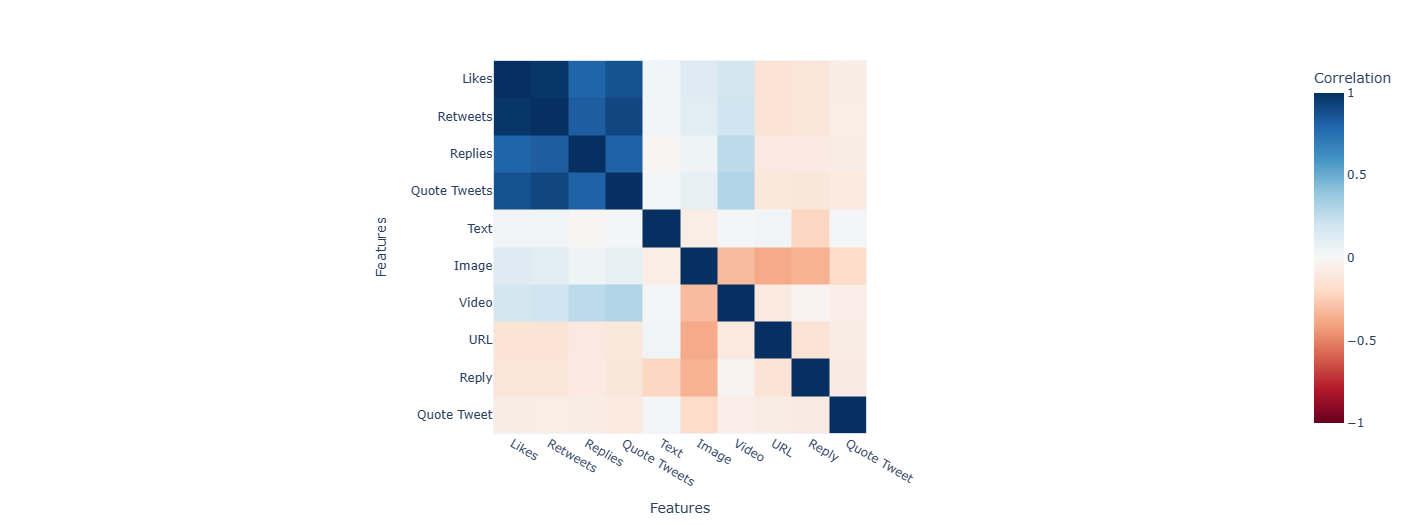 Correlation
1
0.5
0
−0.5
−1
Features
Likes
Retweets
Replies
Quote Tweets
Text
Image
Video
URL
Reply
Quote Tweet
Likes
Retweets
Replies
Quote Tweets
Text
Image
Video
URL
Reply
Quote Tweet
Features